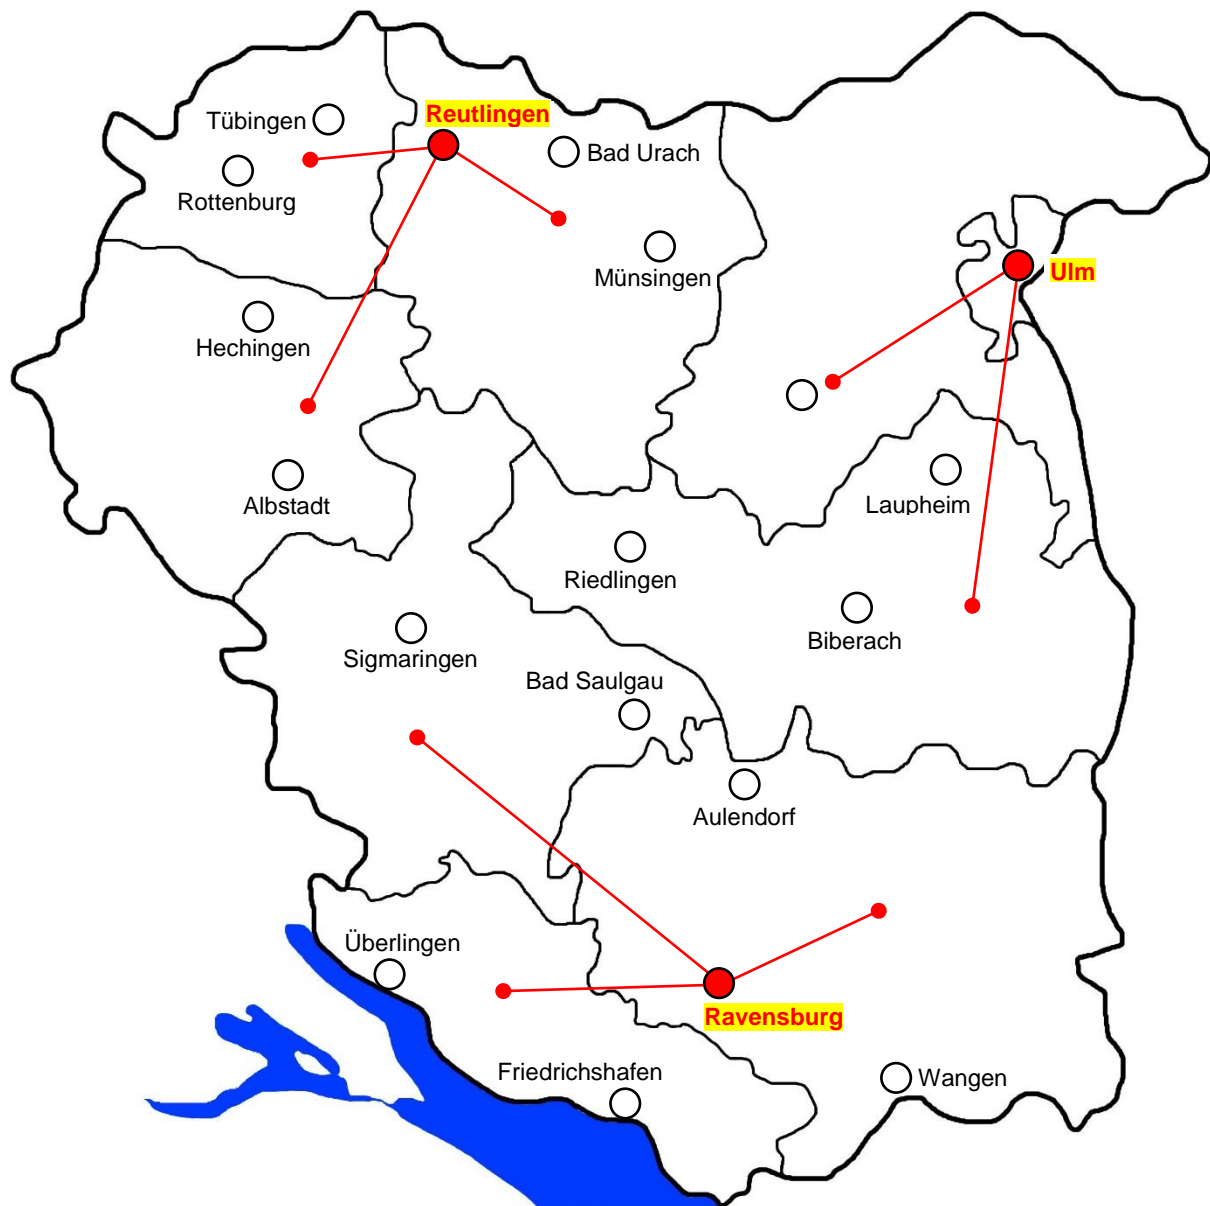 Reutlingen
Tübingen
Bad Urach
Rottenburg
Münsingen
Ulm
Hechingen
Albstadt
Laupheim
Riedlingen
Biberach
Sigmaringen
Bad Saulgau
Aulendorf
Überlingen
Ravensburg
Friedrichshafen
Wangen